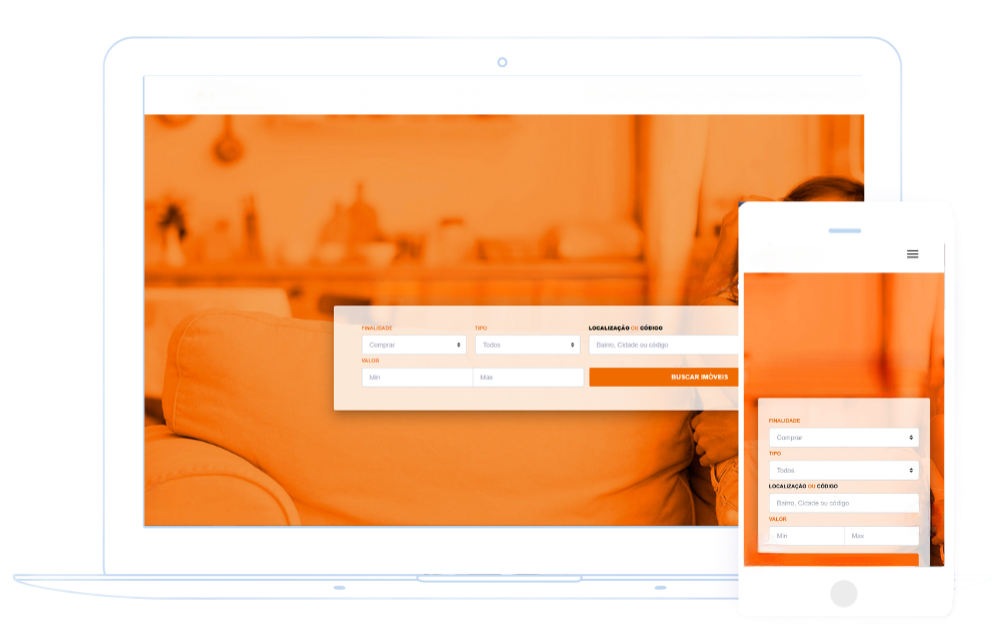 FINALIDADE TIPO LOCALIZAÇÃO OU CÓDIGO
Comprar Todos Bairro, Cidade ou código
VALOR
Min Max BUSCAR IMÓVEIS
FINALIDADE
Comprar
TIPO
Todos
LOCALIZAÇÃO OU CÓDIGO
Bairro, Cidade ou código
VALOR
Min Max